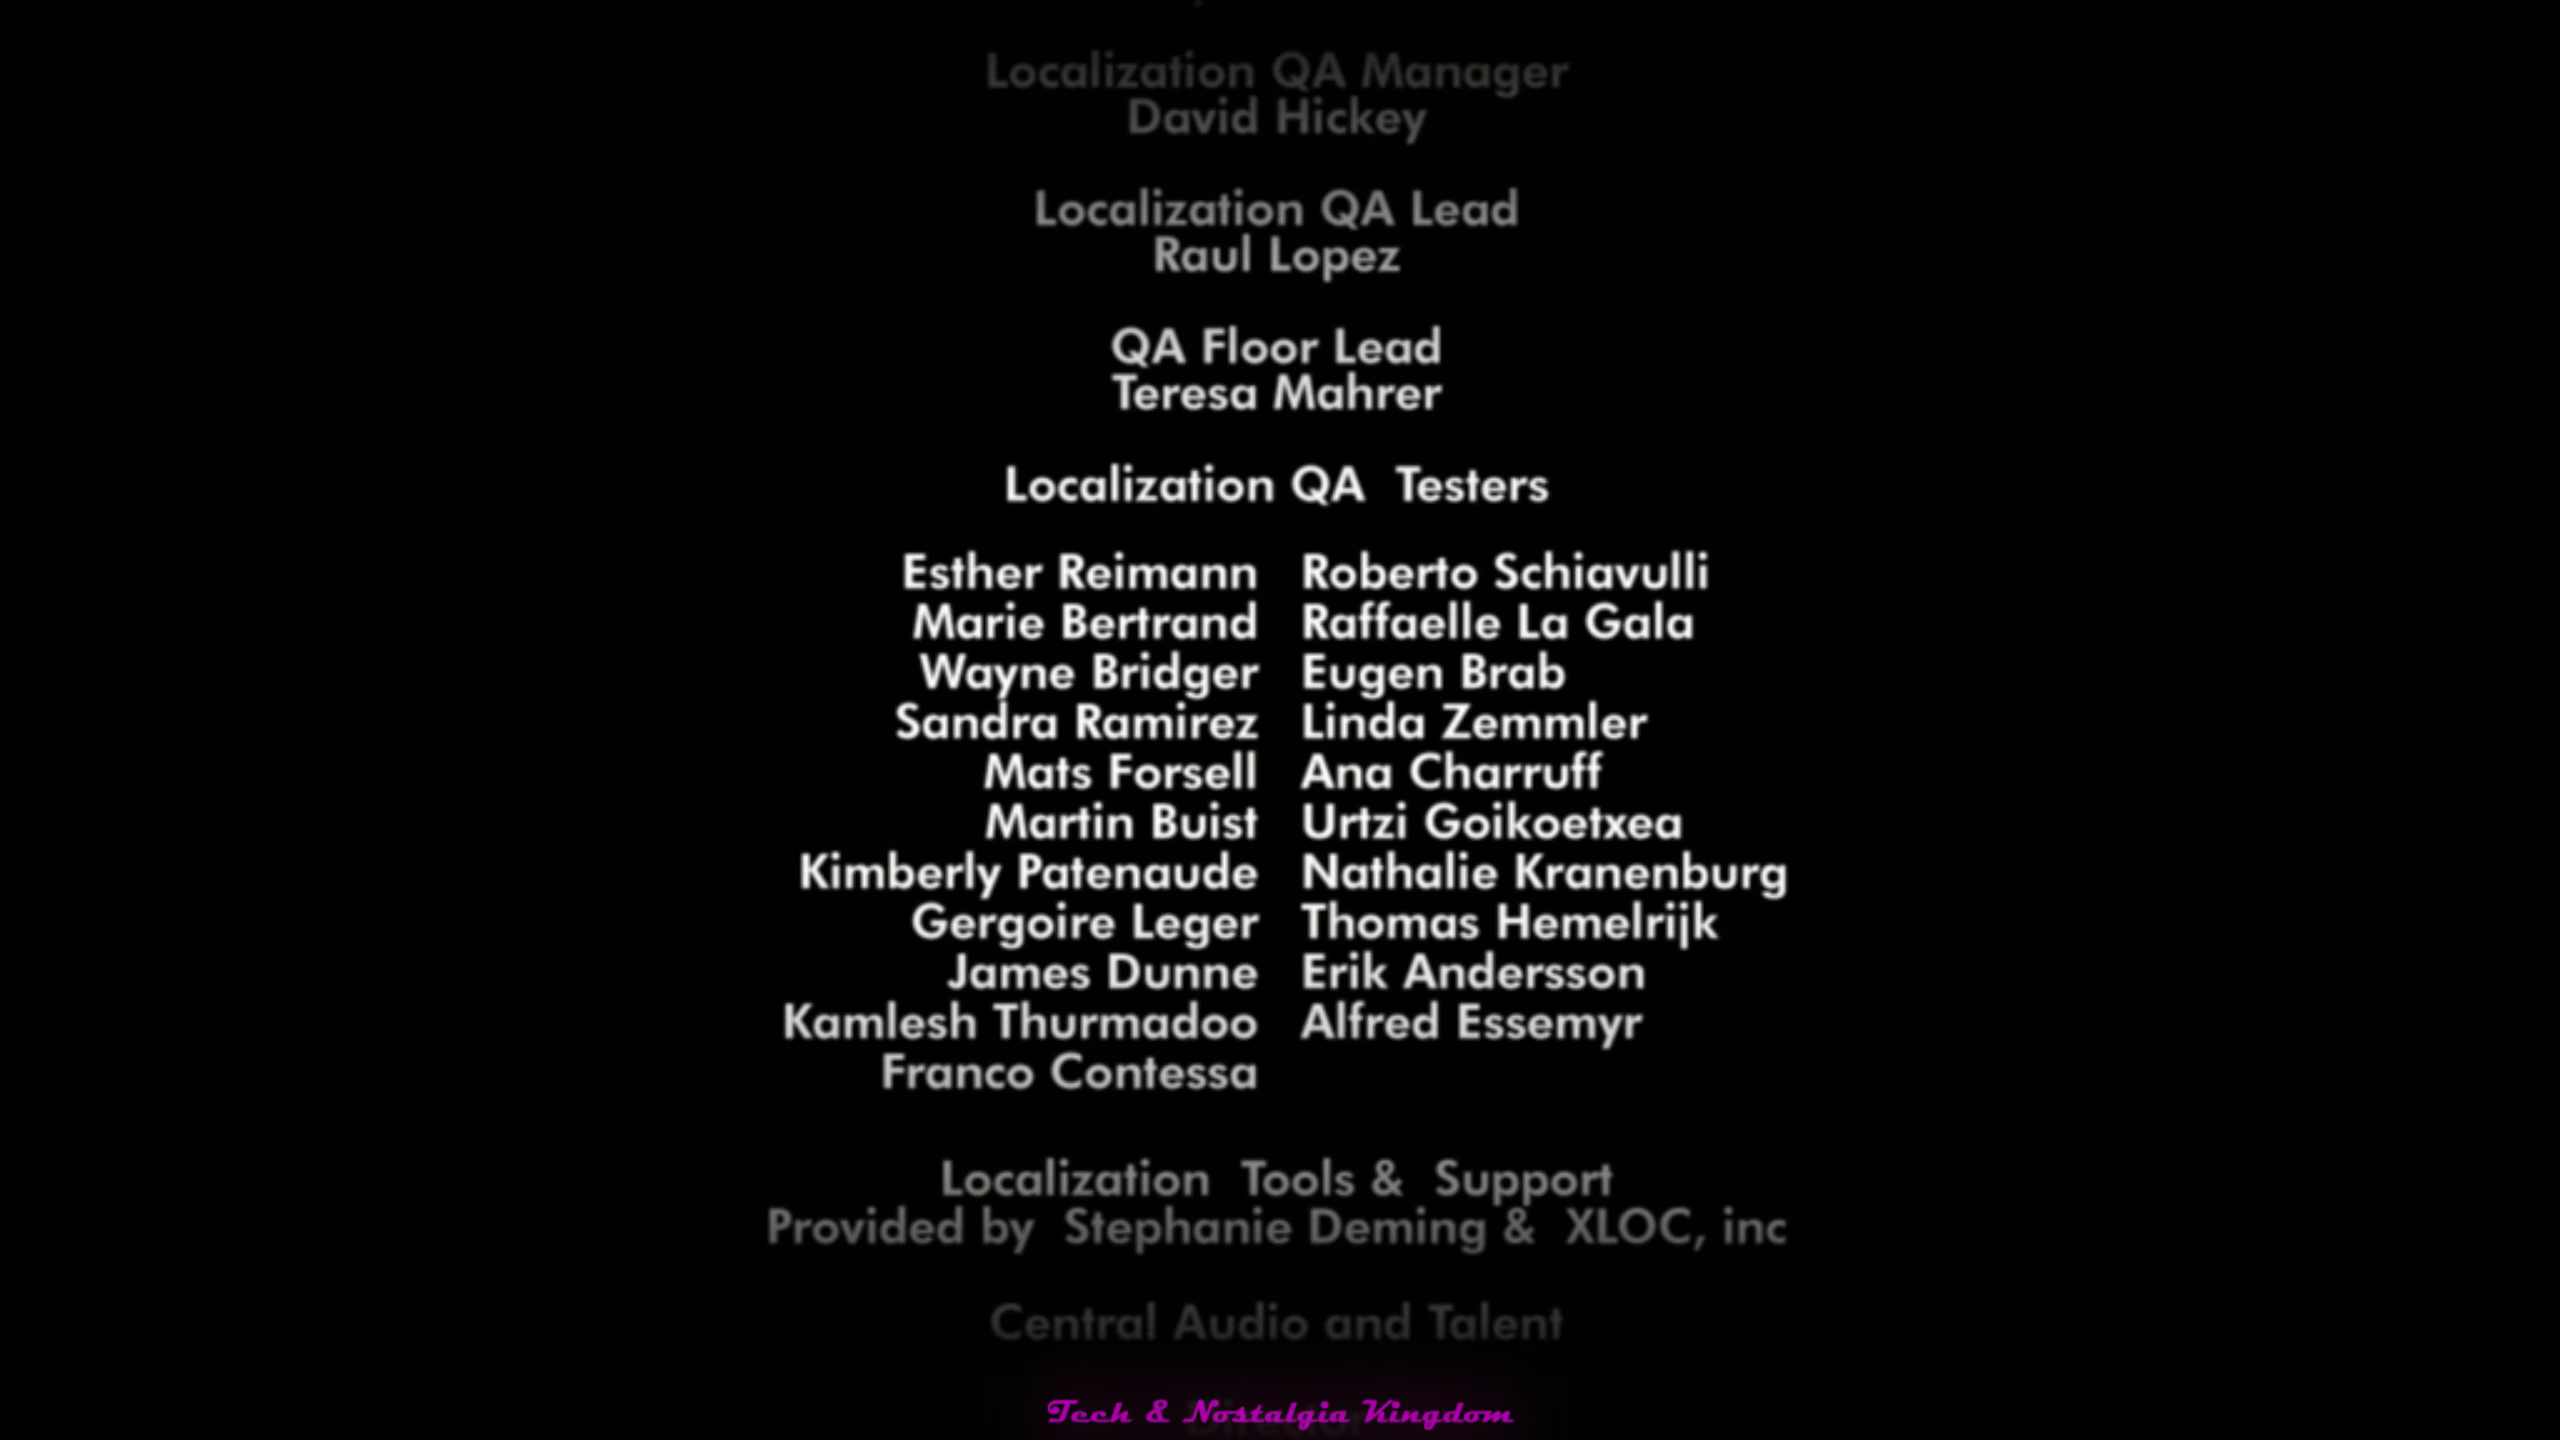 Localization QA Manager
David Hickey
Localization QA Lead
Raul Lopez
QA Floor Lead
Teresa Mahrer
Localization QA  Testers
Esther Reimann Roberto Schiavulli
Marie Bertrand Raffaelle La Gala
Wayne Bridger Eugen Brab
Sandra Ramirez Linda Zemmler
Mats Forsell Ana Charruff
Martin Buist Urtzi Goikoetxea
Kimberly Patenaude Nathalie Kranenburg
Gergoire Leger Thomas Hemelrijk
James Dunne Erik Andersson
Kamlesh Thurmadoo Alfred Essemyr
Franco Contessa
Localization  Tools &  Support
Provided by  Stephanie Deming &  XLOC, inc
Central Audio and Talent
Tech & Nostalgia Kingdom